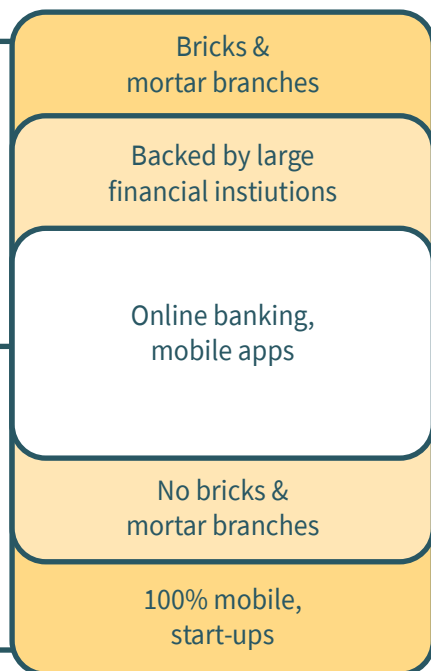 Bricks &
mortar branches
Backed by large
financial instiutions
Online banking,
mobile apps
No bricks &
mortar branches
100% mobile,
start-ups